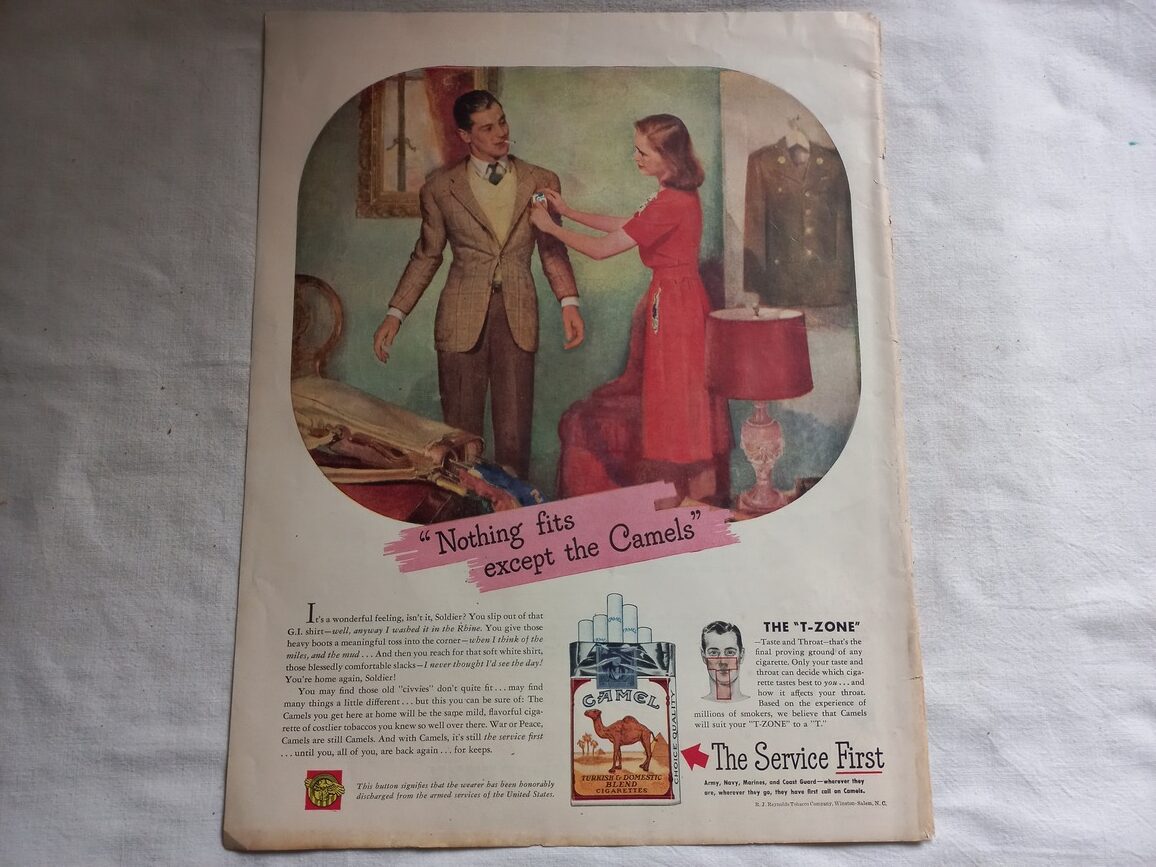 "Nothing fits
except the Camels"
It's a wonderful feeling, isn't it, Soldier? You slip out of that
G.I. shirt—well, anyway I washed it in the Rhine. You give those
heavy boots a meaningful toss into the corner—when I think of the
miles, and the mud... And then you reach for that soft white shirt,
those blessedly comfortable slacks—I never thought I'd see the day!
You're home again, Soldier!
You may find those old "civvies" don't quite fit... may find
many things a little different... but this you can be sure of: The
Camels you get here at home will be the same mild, flavorful ciga-
rette of costlier tobaccos you knew so well over there. War or Peace,
Camels are still Camels. And with Camels, it's still the service first
...until you, all of you, are back again... for keeps.
This button signifies that the wearer has been honorably
discharged from the armed services of the United States.
CAMEL
CHOICE QUALITY
TURKISH & DOMESTIC
BLEND
CIGARETTES
THE "T-ZONE"
—Taste and Throat—that's the
final proving ground of any
cigarette. Only your taste and
throat can decide which ciga-
rette tastes best to you... and
how it affects your throat.
Based on the experience of
millions of smokers, we believe that Camels
will suit your "T-ZONE" to a "T."
The Service First
Army, Navy, Marines, and Coast Guard—wherever they
are, wherever they go, they have first call on Camels.
R. J. Reynolds Tobacco Company, Winston-Salem, N. C.